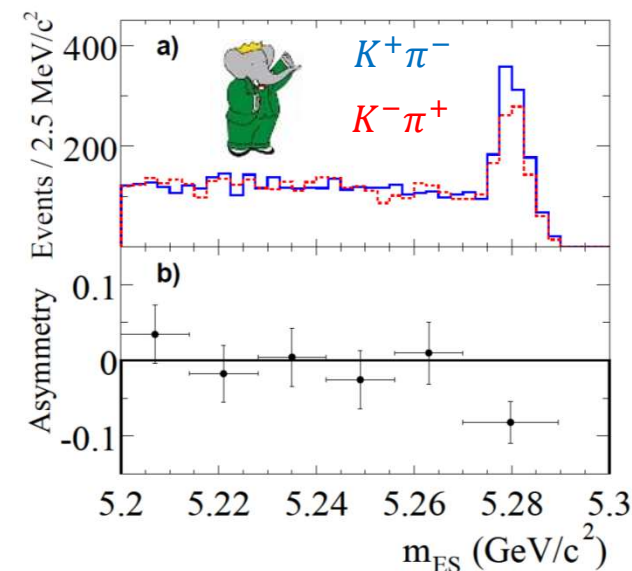 Events / 2.5 MeV/c²
400
200
a)
K⁺π⁻
K⁻π⁺
Asymmetry
0.1
0
-0.1
b)
5.2 5.22 5.24 5.26 5.28 5.3
m_ES (GeV/c²)